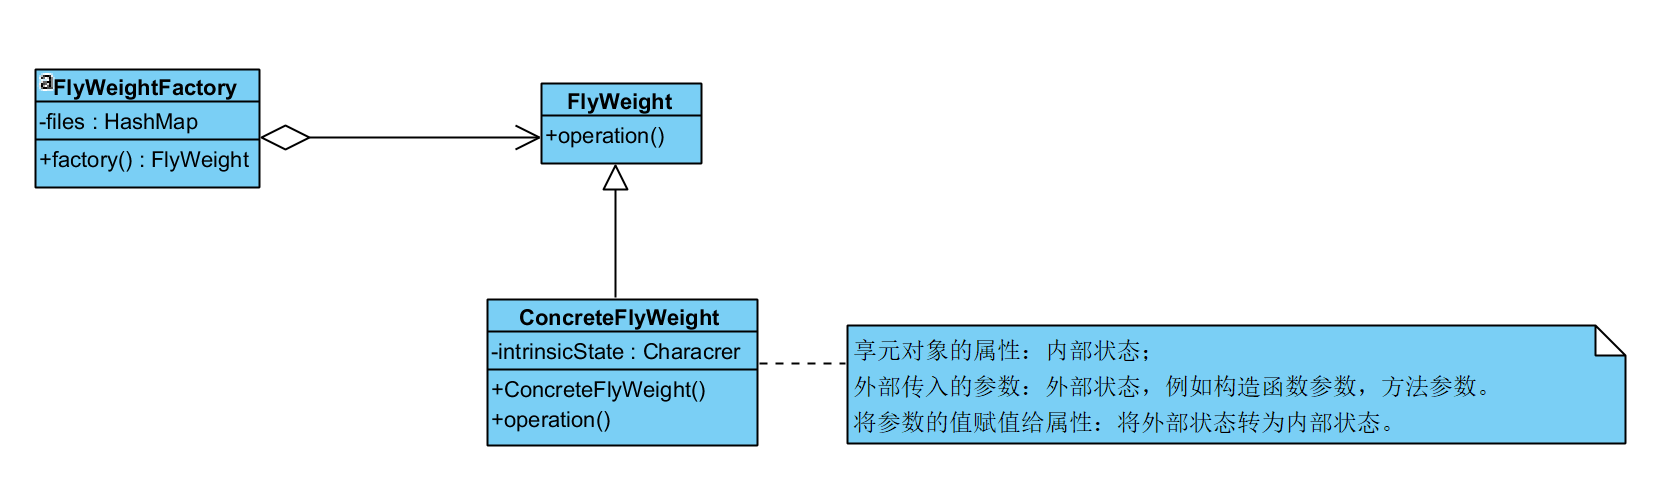 a
FlyWeightFactory
-files : HashMap
+factory() : FlyWeight
FlyWeight
+operation()
ConcreteFlyWeight
-intrinsicState : Characrer
+ConcreteFlyWeight()
+operation()
享元对象的属性：内部状态；
外部传入的参数：外部状态，例如构造函数参数，方法参数。
将参数的值赋值给属性：将外部状态转为内部状态。